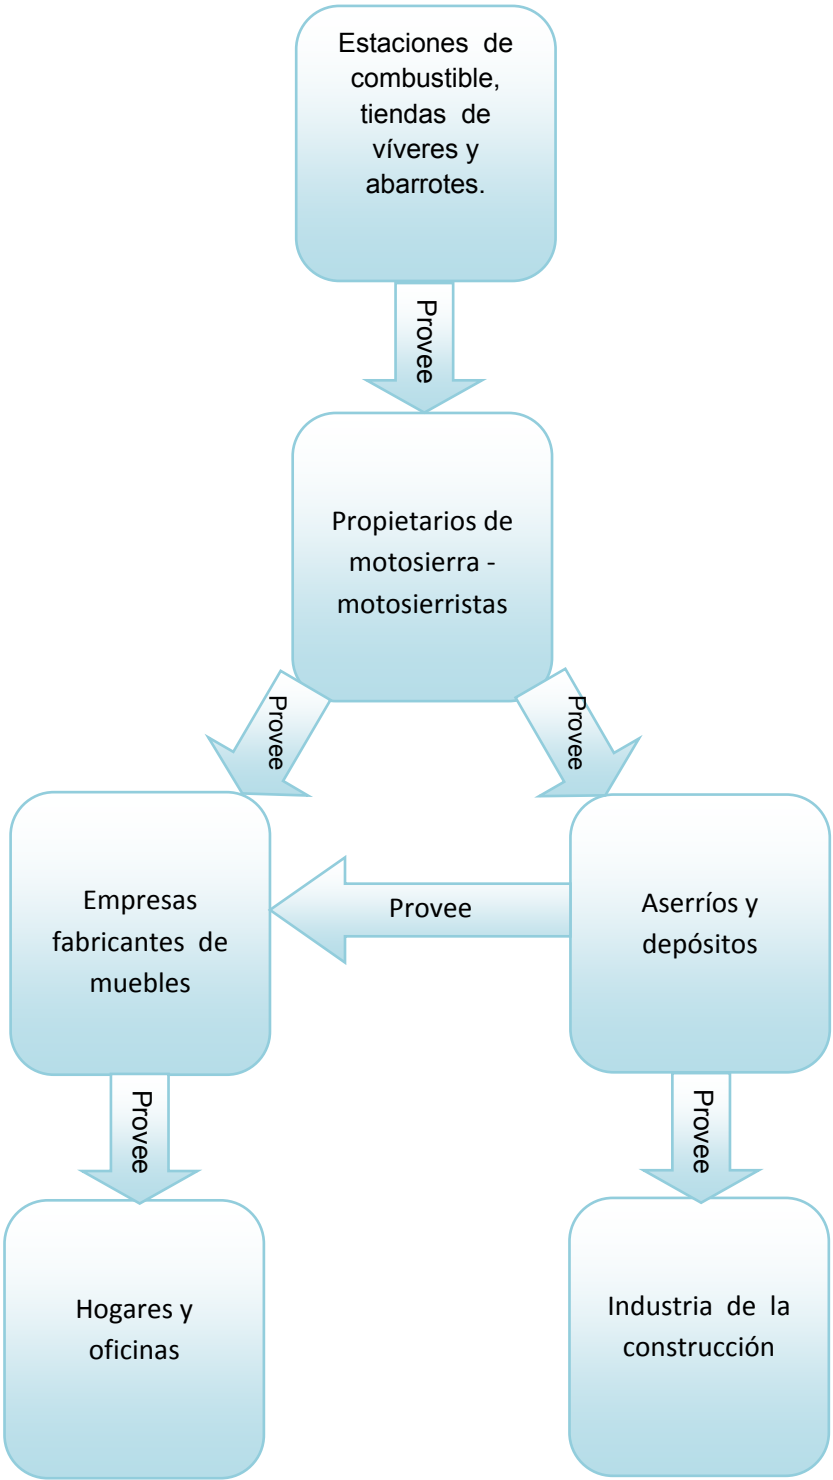 Estaciones de
combustible,
tiendas de
víveres y
abarrotes.
Provee
Propietarios de
motosierra -
motosierristas
Provee
Provee
Empresas
fabricantes de
muebles
Provee
Aserríos y
depósitos
Provee
Provee
Hogares y
oficinas
Industria de la
construcción